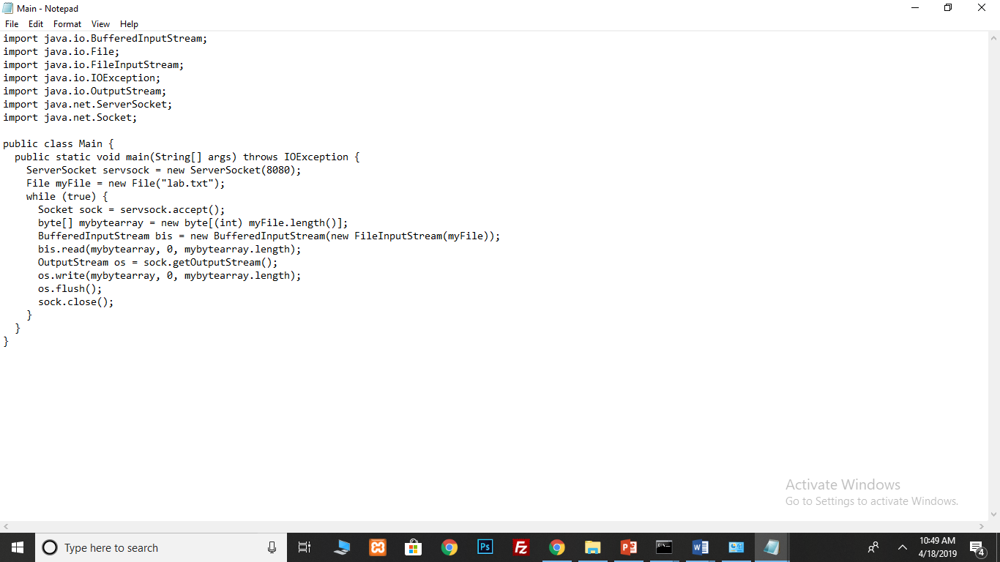 Main - Notepad
File Edit Format View Help
import java.io.BufferedInputStream;
import java.io.File;
import java.io.FileInputStream;
import java.io.IOException;
import java.io.OutputStream;
import java.net.ServerSocket;
import java.net.Socket;

public class Main {
  public static void main(String[] args) throws IOException {
    ServerSocket servsock = new ServerSocket(8080);
    File myFile = new File("lab.txt");
    while (true) {
      Socket sock = servsock.accept();
      byte[] mybytearray = new byte[(int) myFile.length()];
      BufferedInputStream bis = new BufferedInputStream(new FileInputStream(myFile));
      bis.read(mybytearray, 0, mybytearray.length);
      OutputStream os = sock.getOutputStream();
      os.write(mybytearray, 0, mybytearray.length);
      os.flush();
      sock.close();
    }
  }
}
Activate Windows
Go to Settings to activate Windows.
Type here to search
Ps
Fz
10:49 AM
4/18/2019
4